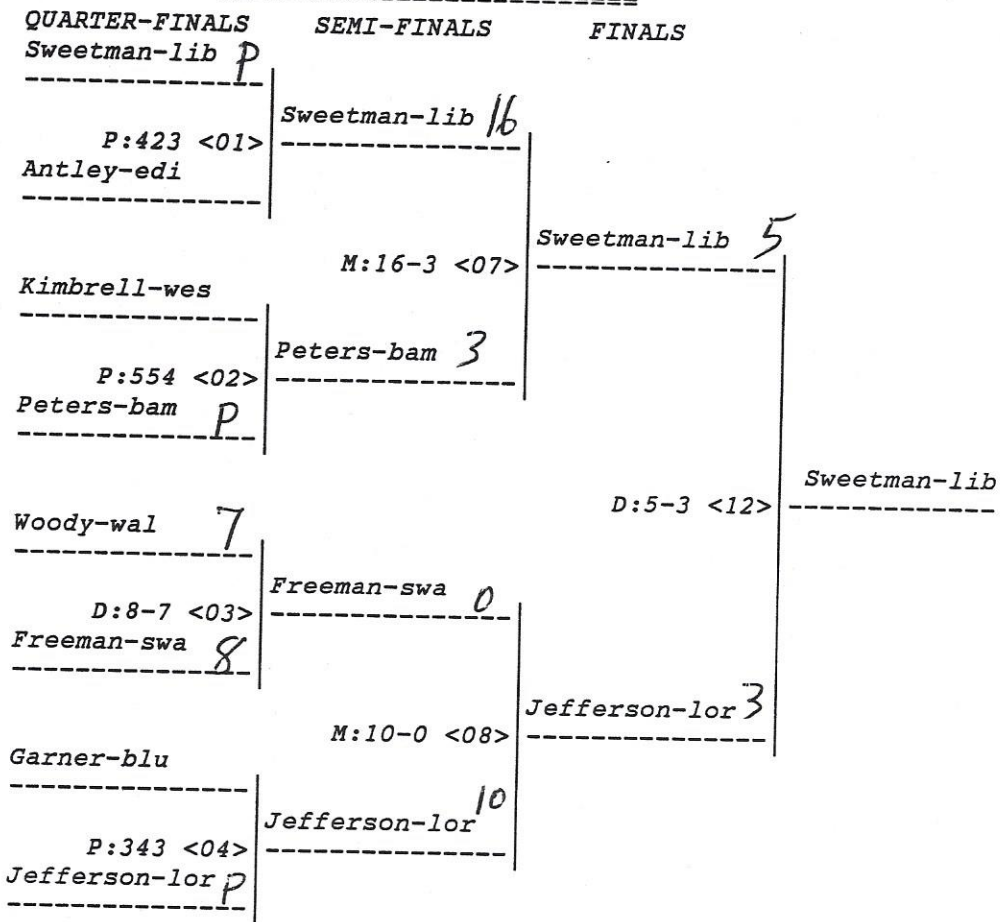 QUARTER-FINALS SEMI-FINALS FINALS
Sweetman-lib P
Sweetman-lib 16
P:423 <01>
Antley-edi
Sweetman-lib 5
M:16-3 <07>
Kimbrell-wes
Peters-bam 3
P:554 <02>
Peters-bam P
Sweetman-lib
D:5-3 <12>
Woody-wal 7
Freeman-swa 0
D:8-7 <03>
Freeman-swa 8
Jefferson-lor 3
M:10-0 <08>
Garner-blu
Jefferson-lor 10
P:343 <04>
Jefferson-lor P